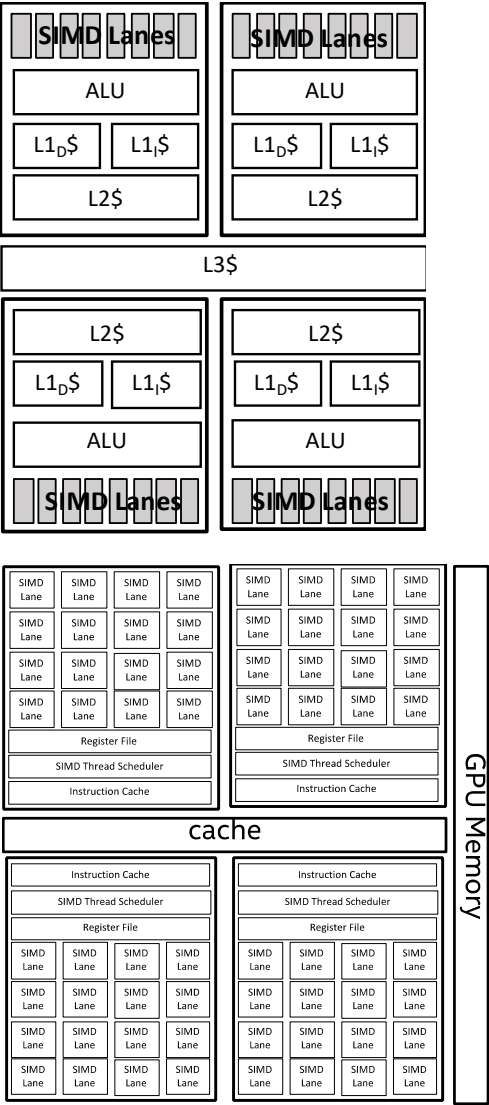 SIMD Lanes SIMD Lanes
ALU ALU
L1D$ L1I$ L1D$ L1I$
L2$ L2$
L3$
L2$ L2$
L1D$ L1I$ L1D$ L1I$
ALU ALU
SIMD Lanes SIMD Lanes
SIMD SIMD SIMD SIMD SIMD SIMD SIMD SIMD
Lane Lane Lane Lane Lane Lane Lane Lane
SIMD SIMD SIMD SIMD SIMD SIMD SIMD SIMD
Lane Lane Lane Lane Lane Lane Lane Lane
SIMD SIMD SIMD SIMD SIMD SIMD SIMD SIMD
Lane Lane Lane Lane Lane Lane Lane Lane
SIMD SIMD SIMD SIMD SIMD SIMD SIMD SIMD
Lane Lane Lane Lane Lane Lane Lane Lane
Register File Register File
SIMD Thread Scheduler SIMD Thread Scheduler
Instruction Cache Instruction Cache
cache
GPU Memory
Instruction Cache Instruction Cache
SIMD Thread Scheduler SIMD Thread Scheduler
Register File Register File
SIMD SIMD SIMD SIMD SIMD SIMD SIMD SIMD
Lane Lane Lane Lane Lane Lane Lane Lane
SIMD SIMD SIMD SIMD SIMD SIMD SIMD SIMD
Lane Lane Lane Lane Lane Lane Lane Lane
SIMD SIMD SIMD SIMD SIMD SIMD SIMD SIMD
Lane Lane Lane Lane Lane Lane Lane Lane
SIMD SIMD SIMD SIMD SIMD SIMD SIMD SIMD
Lane Lane Lane Lane Lane Lane Lane Lane